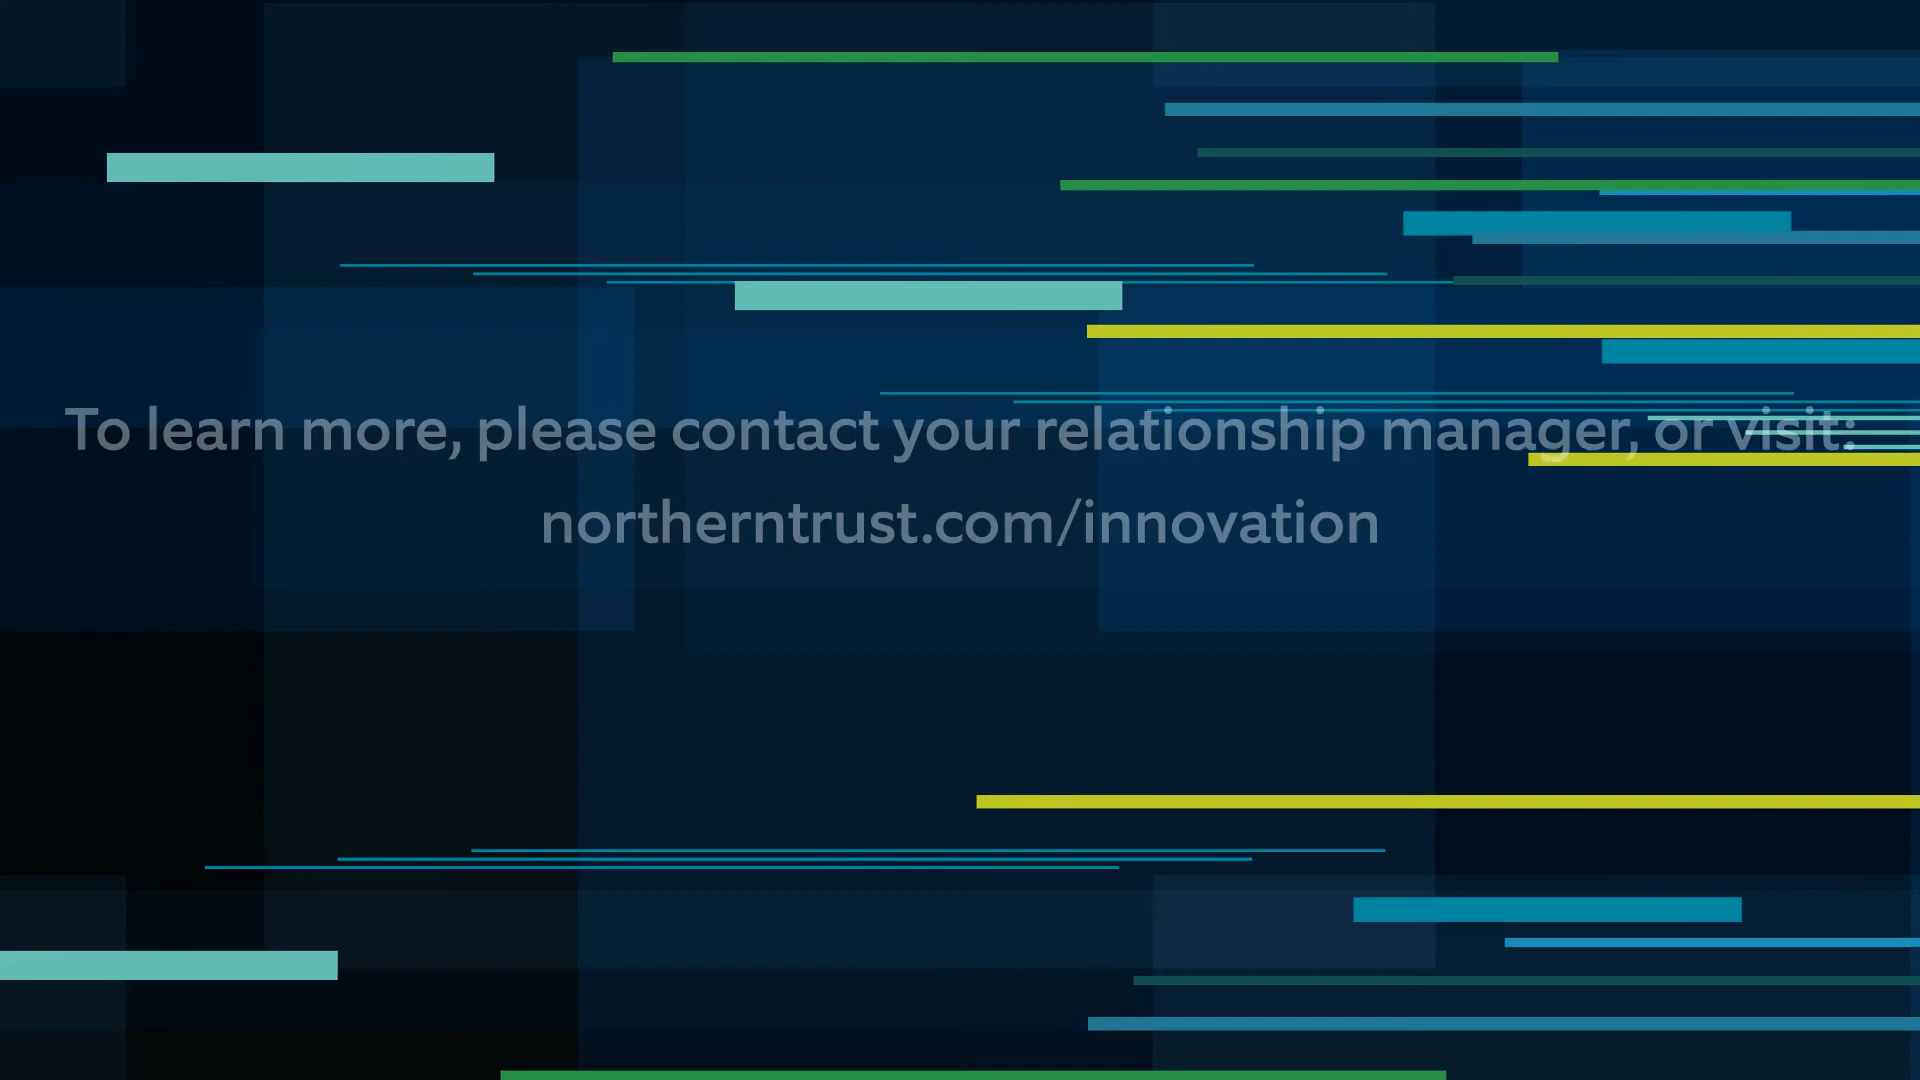 To learn more, please contact your relationship manager, or visit:
northerntrust.com/innovation